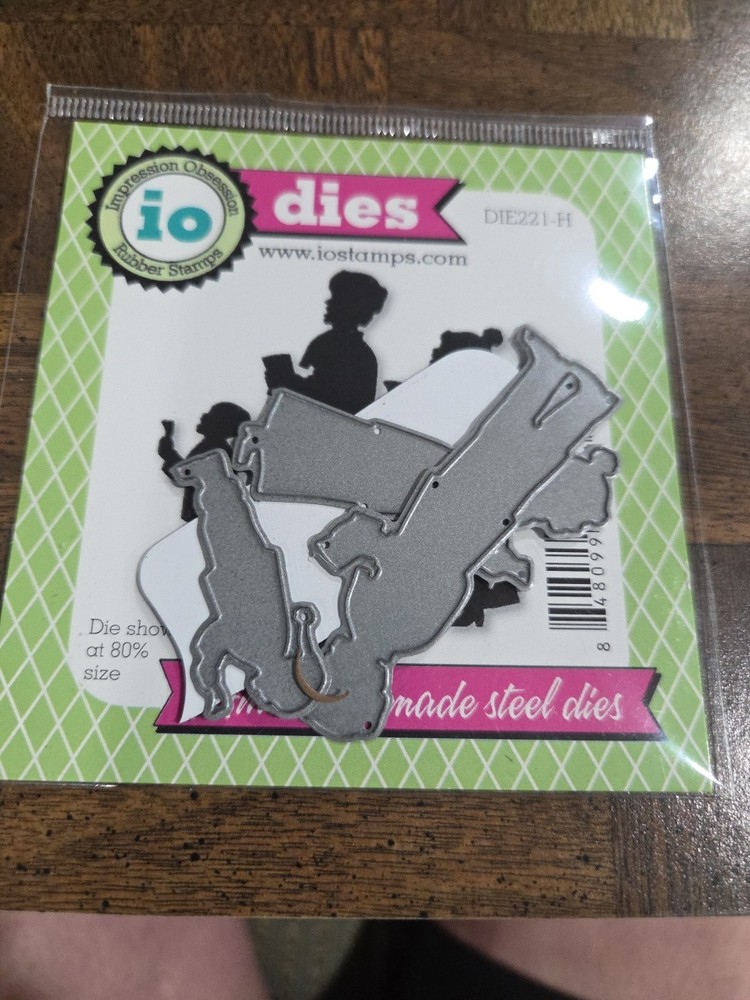 Impression Obsession
io
Rubber Stamps
dies
DIE221-H
www.iostamps.com
Die
at 80%
size
made steel dies
8 48099